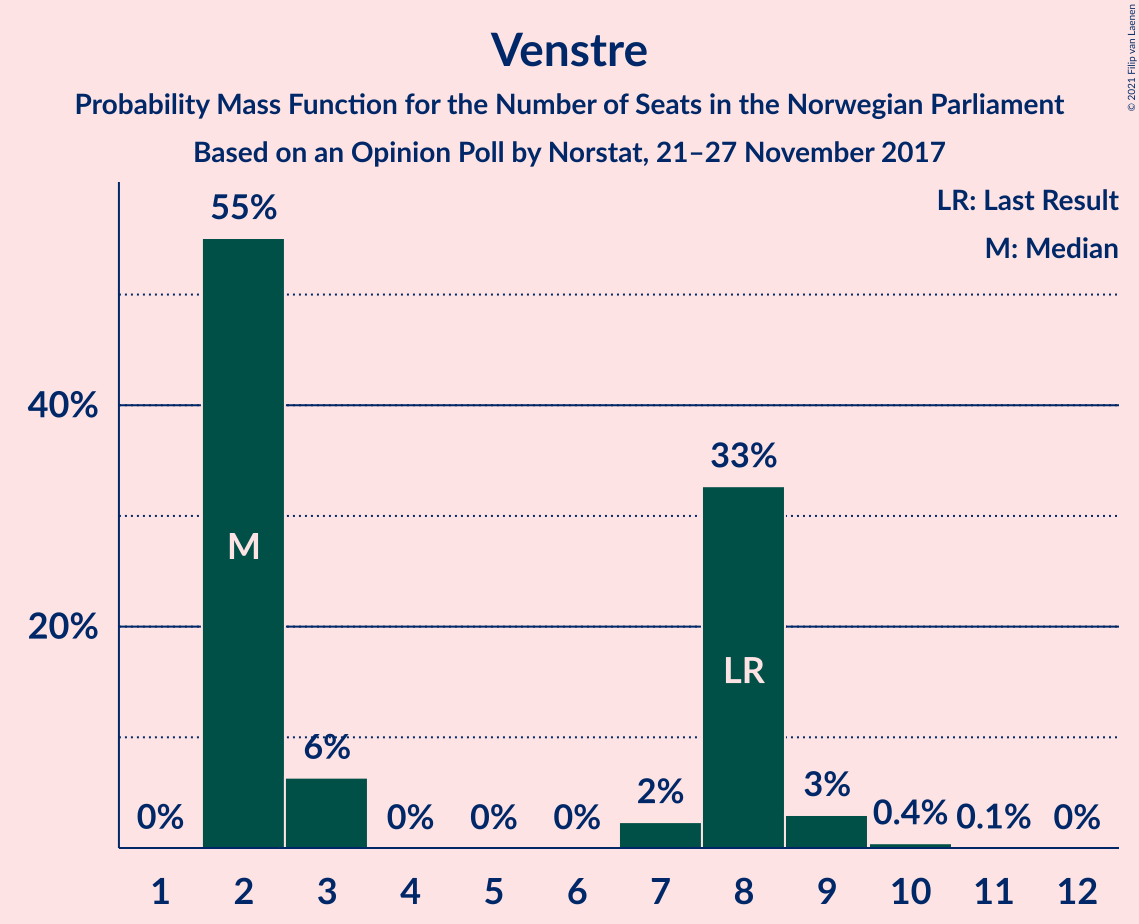 © 2021 Filip van Laenen
Venstre
Probability Mass Function for the Number of Seats in the Norwegian Parliament
Based on an Opinion Poll by Norstat, 21–27 November 2017
LR: Last Result
M: Median
55%
40%
33%
M
20%
LR
6%
2%
3%
0%
0%
0%
0%
0.4%
0.1%
0%
1 2 3 4 5 6 7 8 9 10 11 12